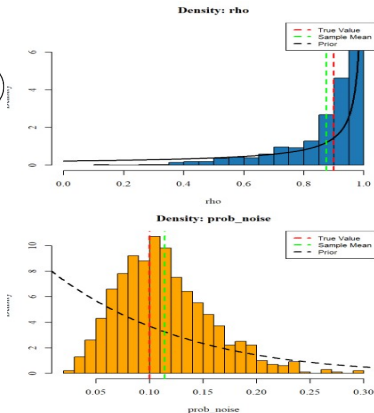 Density: rho
True Value
Sample Mean
Prior
6
4
2
0
0.0 0.2 0.4 0.6 0.8 1.0
rho
Density: prob_noise
True Value
Sample Mean
Prior
10
8
6
4
2
0
0.05 0.10 0.15 0.20 0.25 0.30
prob_noise